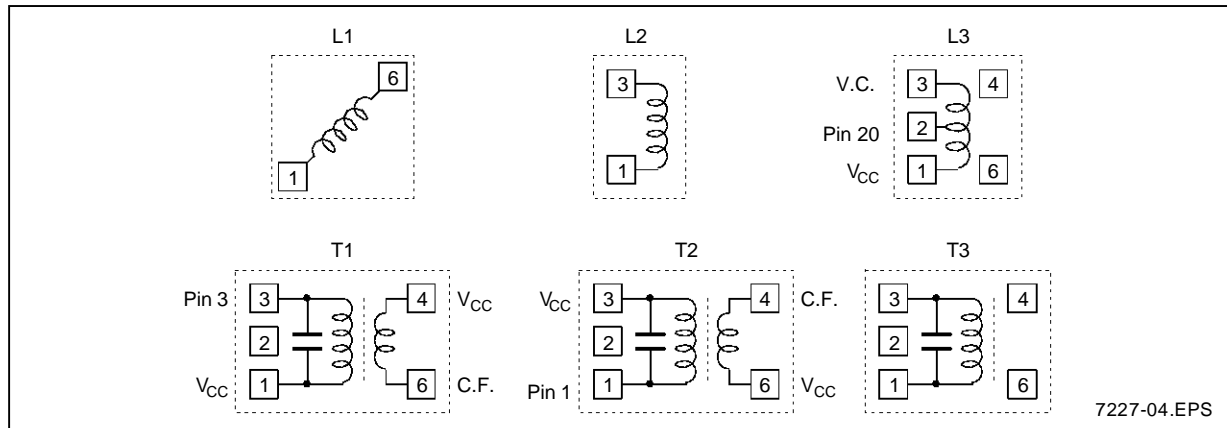 L1 L2 L3
6
3
V.C. 3 4
Pin 20 2
1
1
VCC 1 6
T1 T2 T3
Pin 3 3 4 VCC
2
VCC 1 6 C.F.
VCC 3 4 C.F.
2
Pin 1 1 6 VCC
3 4
2
1 6
7227-04.EPS